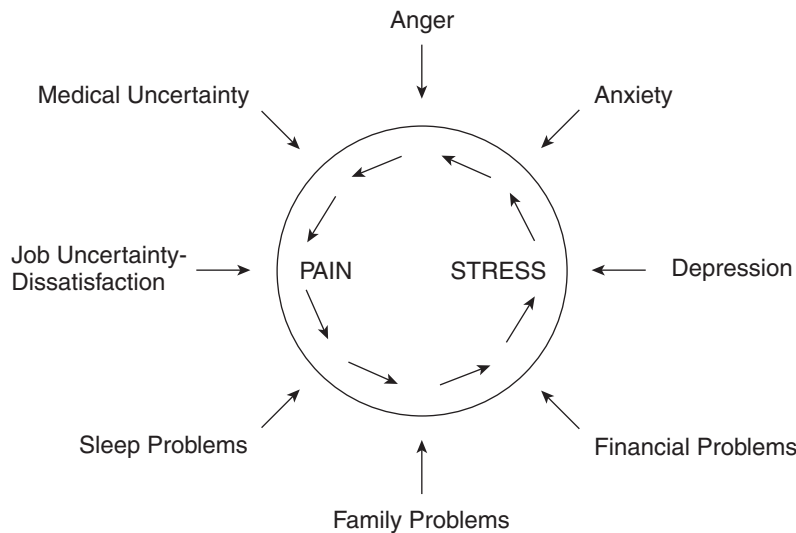 Anger
Medical Uncertainty
Anxiety
Job Uncertainty-
Dissatisfaction
PAIN
STRESS
Depression
Sleep Problems
Financial Problems
Family Problems